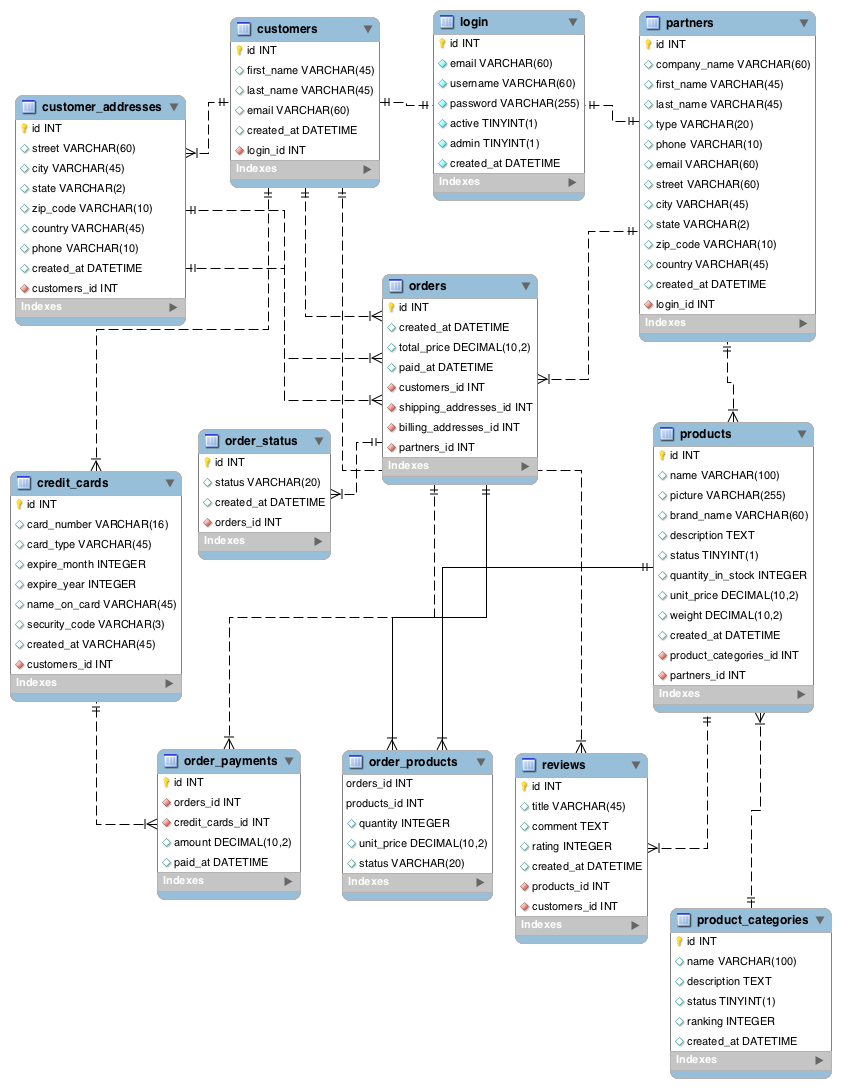 customers
id INT
first_name VARCHAR(45)
last_name VARCHAR(45)
email VARCHAR(60)
created_at DATETIME
login_id INT
Indexes
login
id INT
email VARCHAR(60)
username VARCHAR(60)
password VARCHAR(255)
active TINYINT(1)
admin TINYINT(1)
created_at DATETIME
Indexes
partners
id INT
company_name VARCHAR(60)
first_name VARCHAR(45)
last_name VARCHAR(45)
type VARCHAR(20)
phone VARCHAR(10)
email VARCHAR(60)
street VARCHAR(60)
city VARCHAR(45)
state VARCHAR(2)
zip_code VARCHAR(10)
country VARCHAR(45)
created_at DATETIME
login_id INT
Indexes
customer_addresses
id INT
street VARCHAR(60)
city VARCHAR(45)
state VARCHAR(2)
zip_code VARCHAR(10)
country VARCHAR(45)
phone VARCHAR(10)
created_at DATETIME
customers_id INT
Indexes
orders
id INT
created_at DATETIME
total_price DECIMAL(10,2)
paid_at DATETIME
customers_id INT
shipping_addresses_id INT
billing_addresses_id INT
partners_id INT
Indexes
order_status
id INT
status VARCHAR(20)
created_at DATETIME
orders_id INT
Indexes
products
id INT
name VARCHAR(100)
picture VARCHAR(255)
brand_name VARCHAR(60)
description TEXT
status TINYINT(1)
quantity_in_stock INTEGER
unit_price DECIMAL(10,2)
weight DECIMAL(10,2)
created_at DATETIME
product_categories_id INT
partners_id INT
Indexes
credit_cards
id INT
card_number VARCHAR(16)
card_type VARCHAR(45)
expire_month INTEGER
expire_year INTEGER
name_on_card VARCHAR(45)
security_code VARCHAR(3)
created_at VARCHAR(45)
customers_id INT
Indexes
order_payments
id INT
orders_id INT
credit_cards_id INT
amount DECIMAL(10,2)
paid_at DATETIME
Indexes
order_products
orders_id INT
products_id INT
quantity INTEGER
unit_price DECIMAL(10,2)
status VARCHAR(20)
Indexes
reviews
id INT
title VARCHAR(45)
comment TEXT
rating INTEGER
created_at DATETIME
products_id INT
customers_id INT
Indexes
product_categories
id INT
name VARCHAR(100)
description TEXT
status TINYINT(1)
ranking INTEGER
created_at DATETIME
Indexes